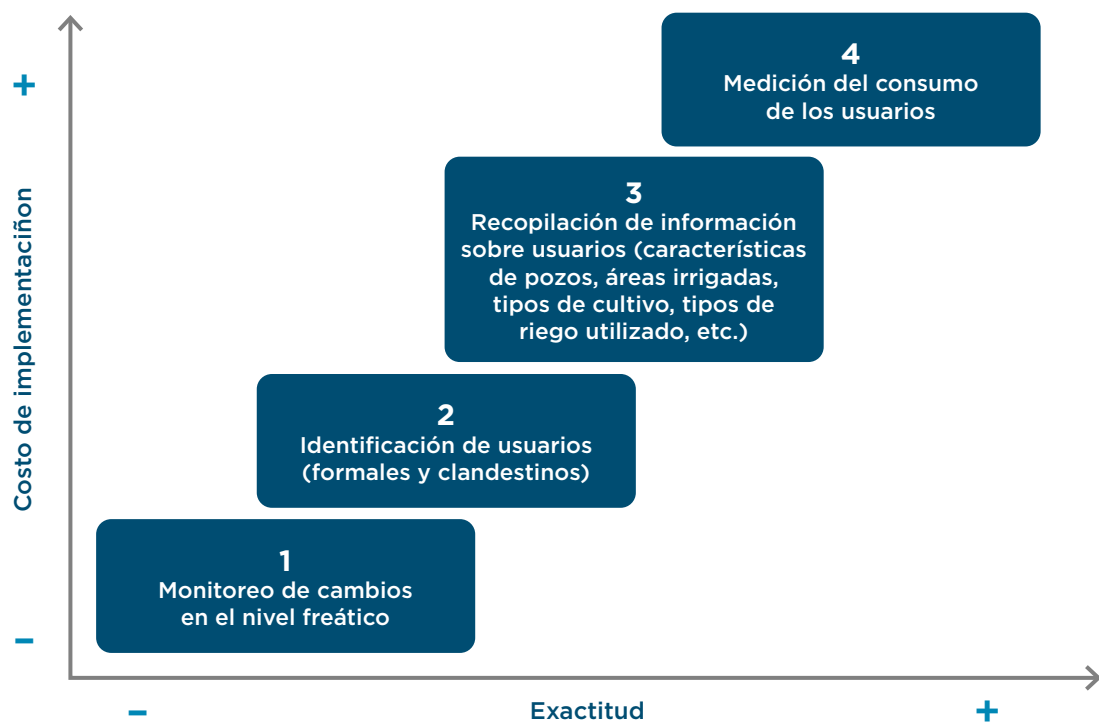 4
Medición del consumo
de los usuarios
+
3
Recopilación de información
sobre usuarios (características
de pozos, áreas irrigadas,
tipos de cultivo, tipos de
riego utilizado, etc.)
Costo de implementaciñon
2
Identificación de usuarios
(formales y clandestinos)
1
Monitoreo de cambios
en el nivel freático
–
– Exactitud +